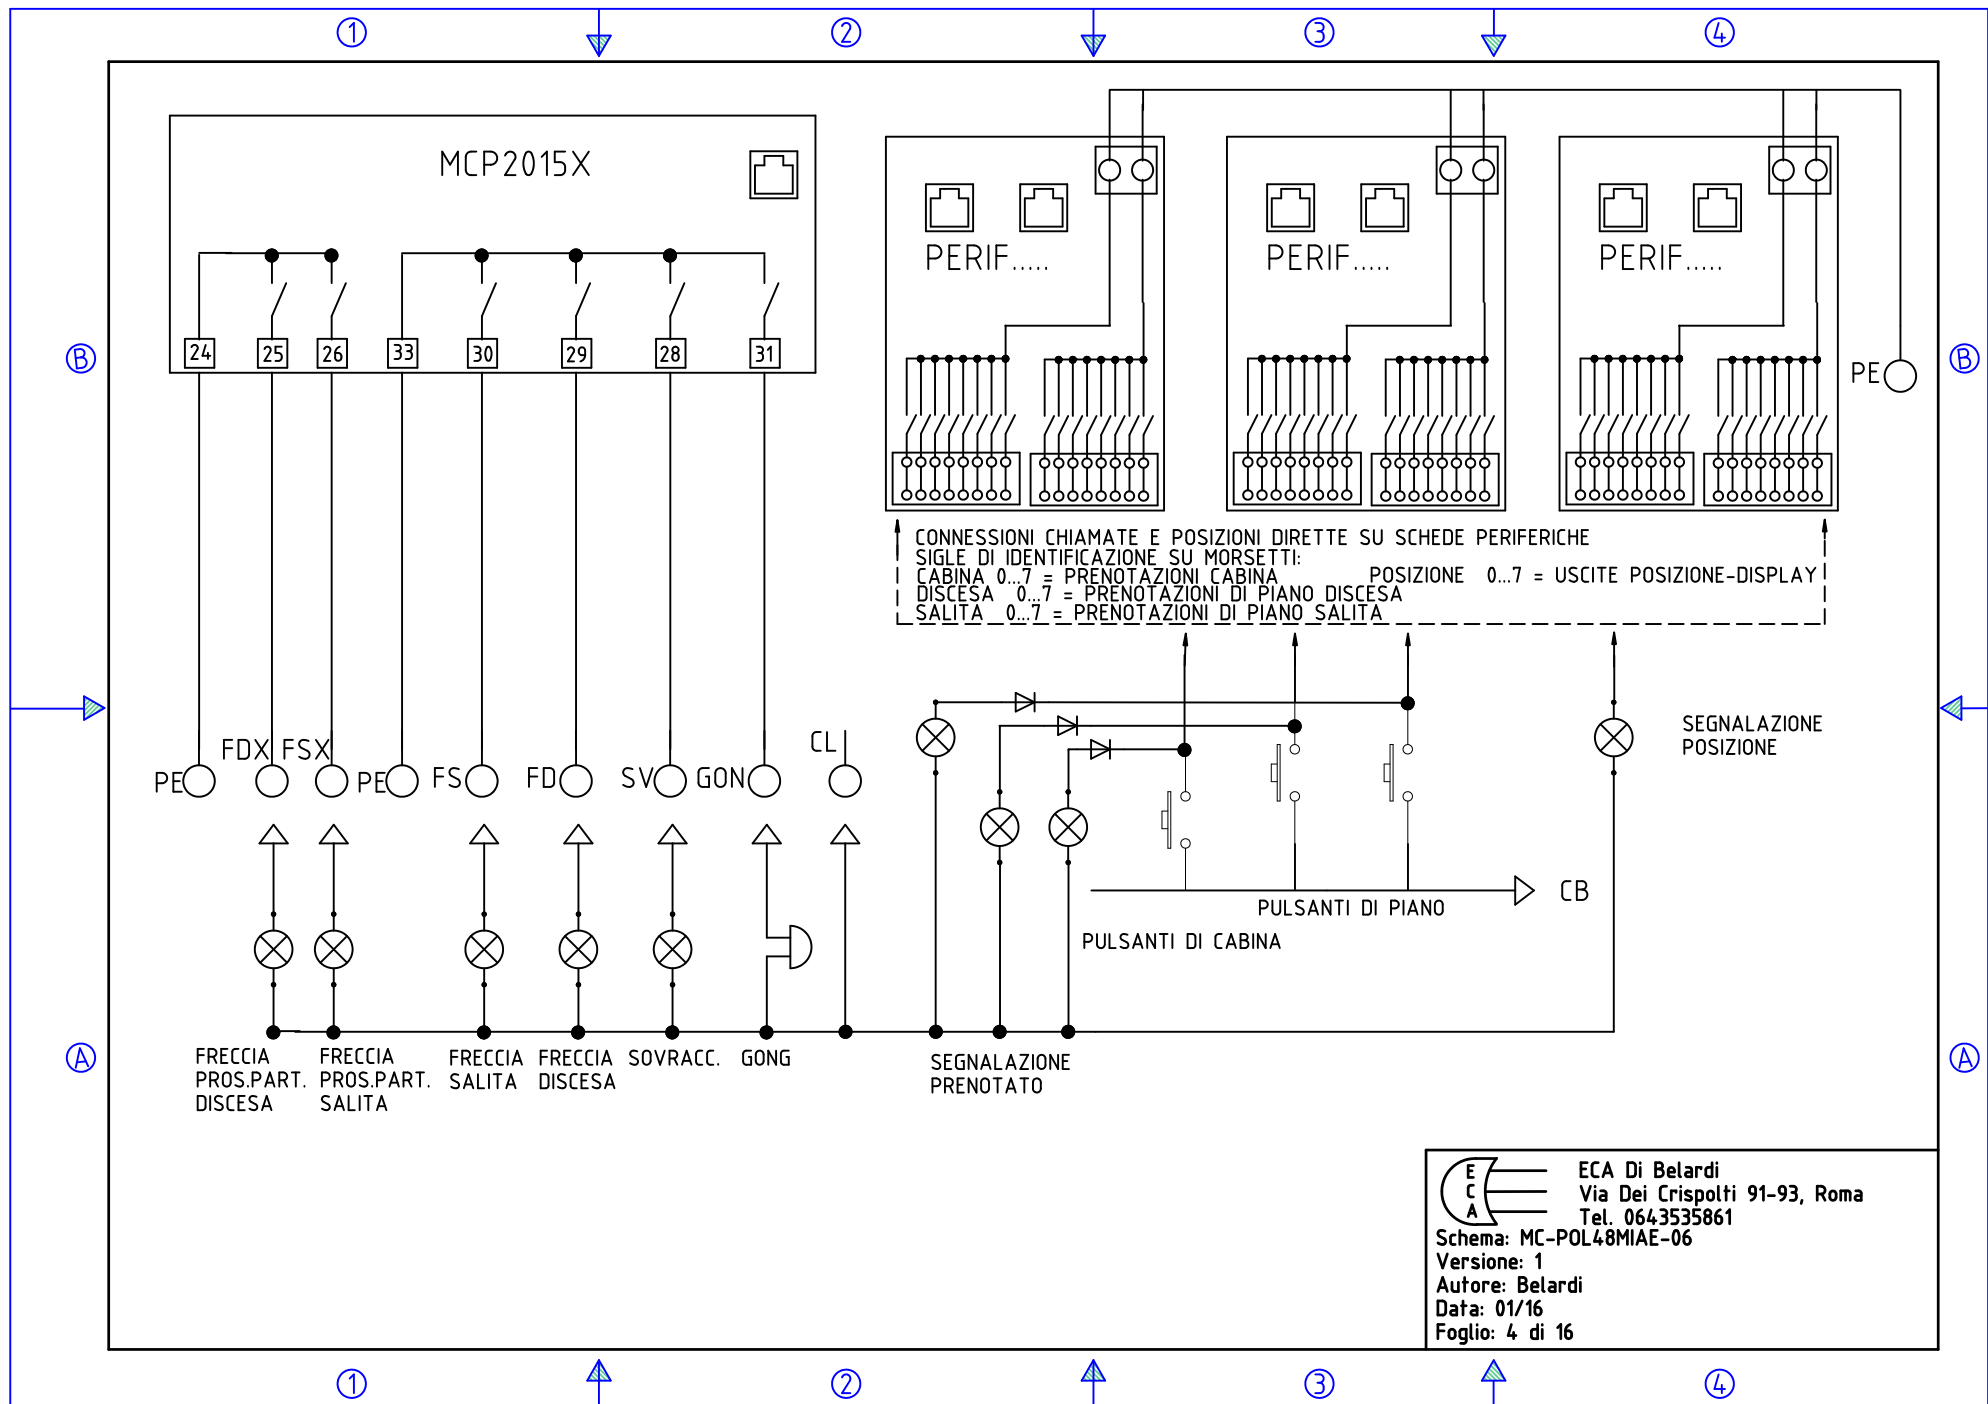 1 2 3 4
MCP2015X
PERIF.....
PERIF.....
PERIF.....
24 25 26 33 30 29 28 31
B
B
PE
CONNESSIONI CHIAMATE E POSIZIONI DIRETTE SU SCHEDE PERIFERICHE
SIGLE DI IDENTIFICAZIONE SU MORSETTI:
CABINA 0...7 = PRENOTAZIONI CABINA POSIZIONE 0...7 = USCITE POSIZIONE-DISPLAY
DISCESA 0...7 = PRENOTAZIONI DI PIANO DISCESA
SALITA 0...7 = PRENOTAZIONI DI PIANO SALITA
PE FDX FSX PE FS FD SV GON CL
SEGNALAZIONE
POSIZIONE
CB
PULSANTI DI PIANO
PULSANTI DI CABINA
A
A
FRECCIA
PROS.PART.
DISCESA
FRECCIA
PROS.PART.
SALITA
FRECCIA
SALITA
FRECCIA
DISCESA
SOVRACC.
GONG
SEGNALAZIONE
PRENOTATO
E
C
A
ECA Di Belardi
Via Dei Crispolti 91-93, Roma
Tel. 0643535861
Schema: MC-POL48MIAE-06
Versione: 1
Autore: Belardi
Data: 01/16
Foglio: 4 di 16
1 2 3 4